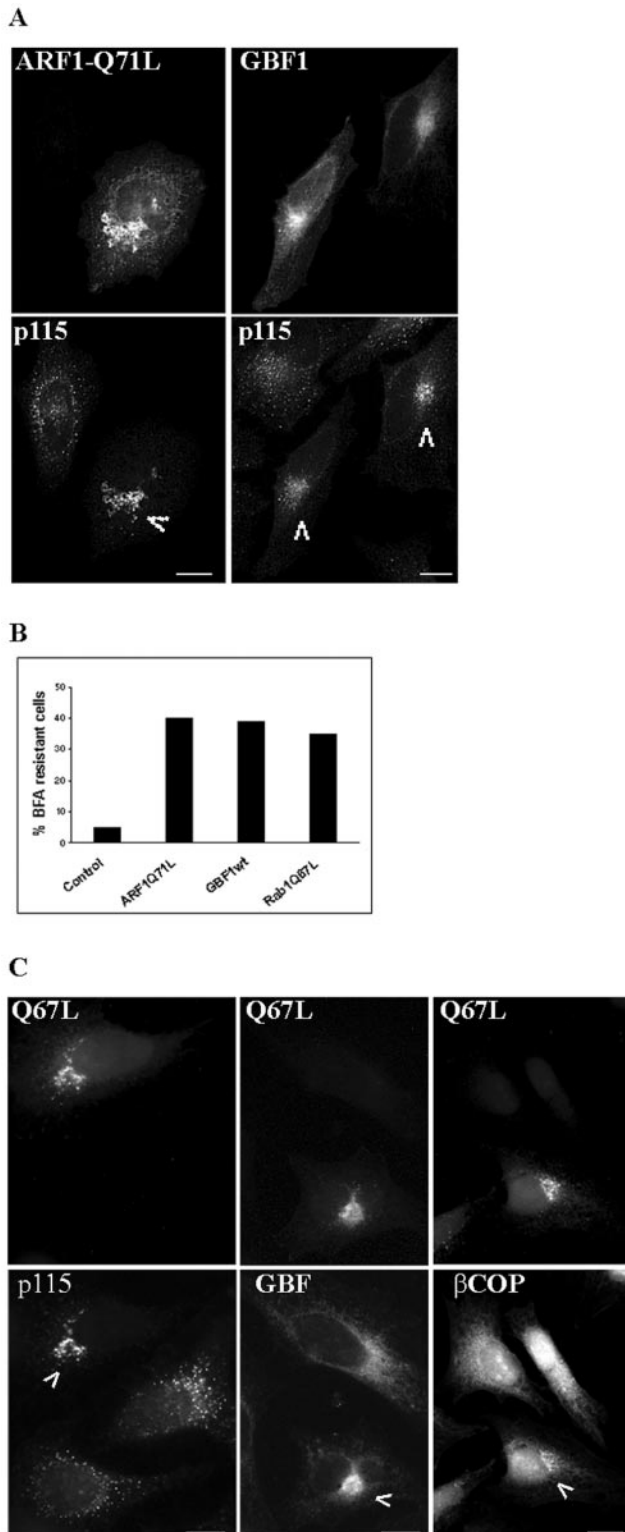 A
ARF1-Q71L GBF1
p115 p115
B
% BFA resistant cells
50
40
30
20
10
0
Control ARF1Q71L GBF1wt Rab1Q67L
C
Q67L Q67L Q67L
p115 GBF βCOP